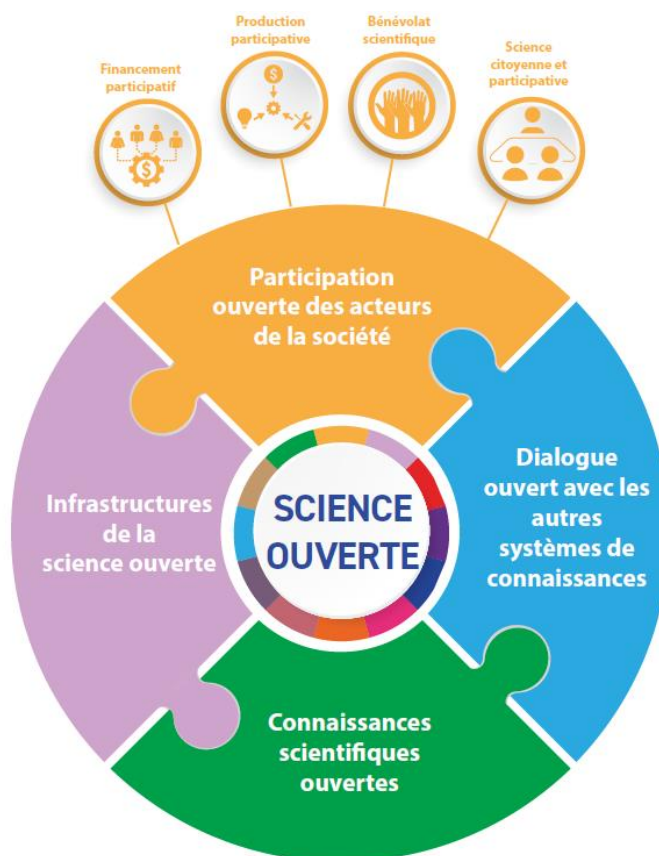 Financement
participatif
Production
participative
Bénévolat
scientifique
Science
citoyenne et
participative
$
$
Participation
ouverte des acteurs
de la société
Infrastructures
de la
science ouverte
SCIENCE
OUVERTE
Dialogue
ouvert avec les
autres
systèmes de
connaissances
Connaissances
scientifiques
ouvertes